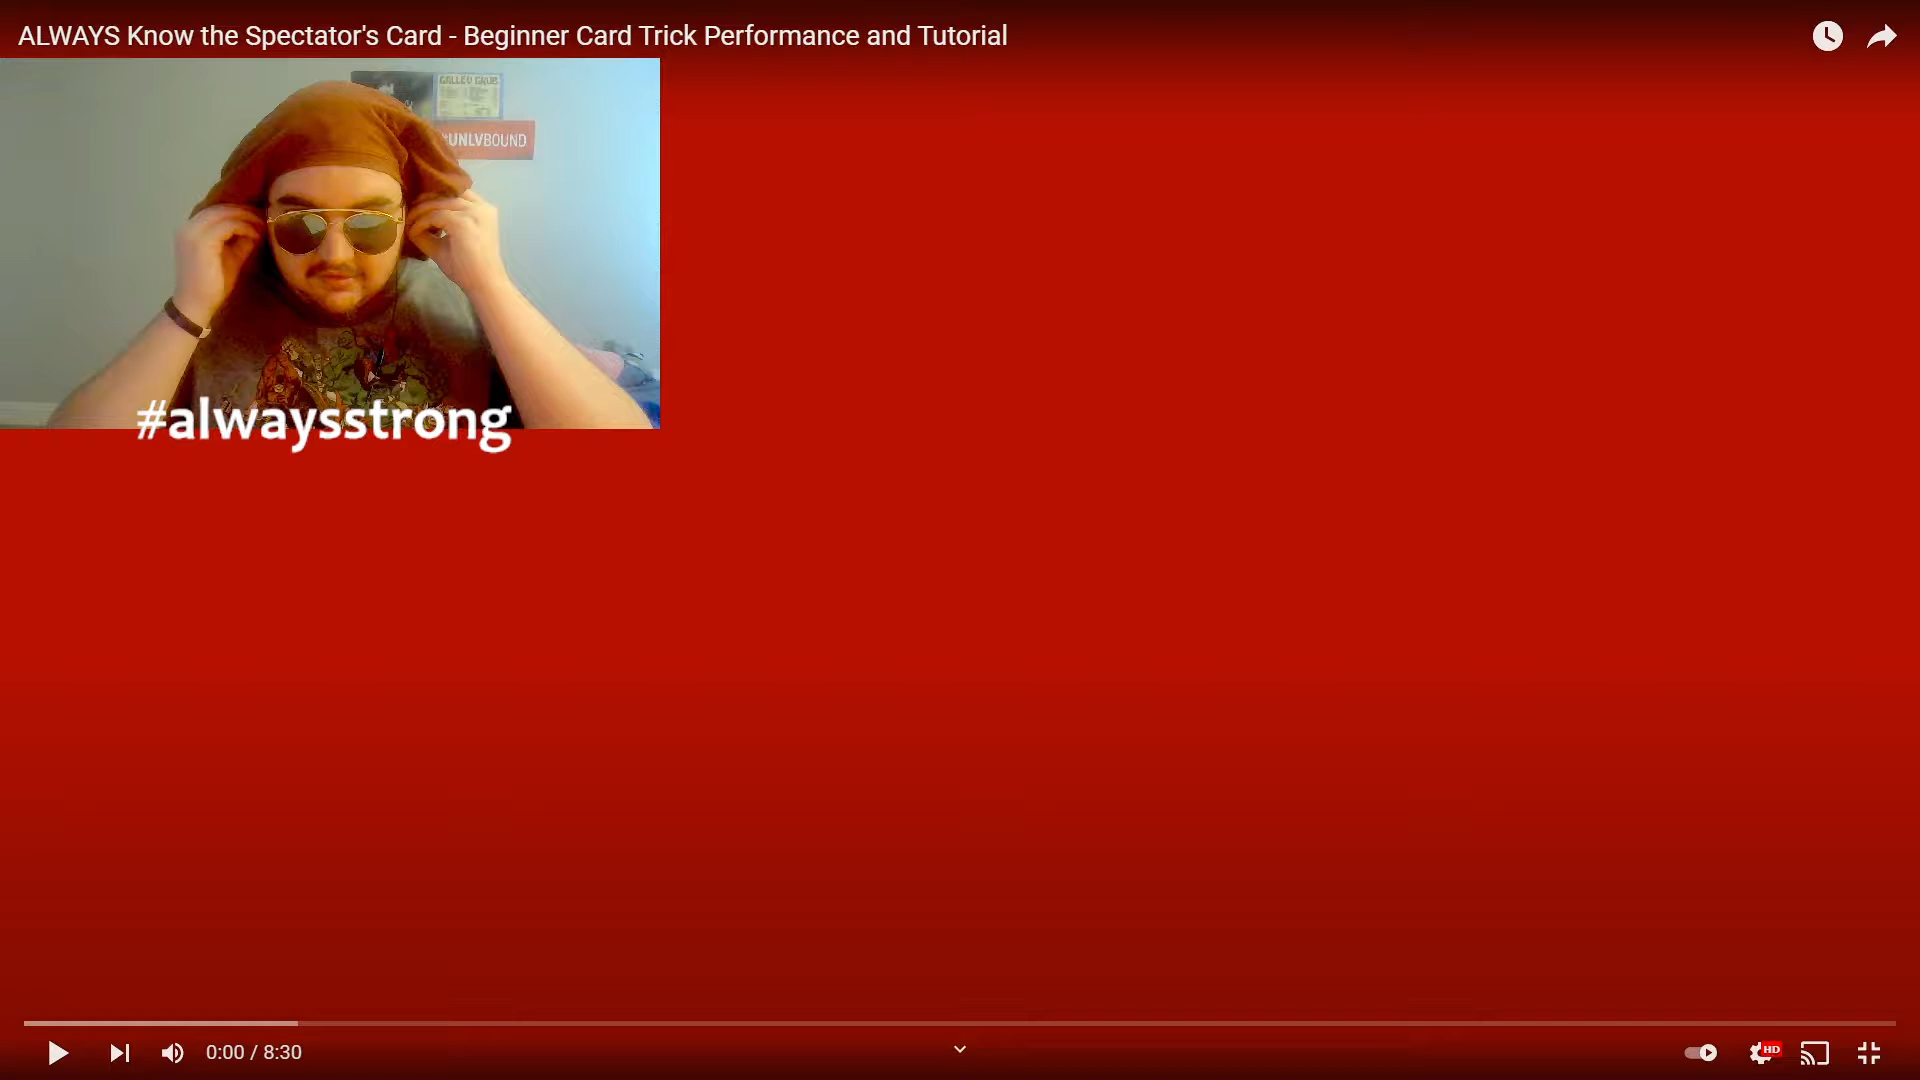 ALWAYS Know the Spectator's Card - Beginner Card Trick Performance and Tutorial
#UNLVBOUND
#alwaysstrong
0:00 / 8:30
HD